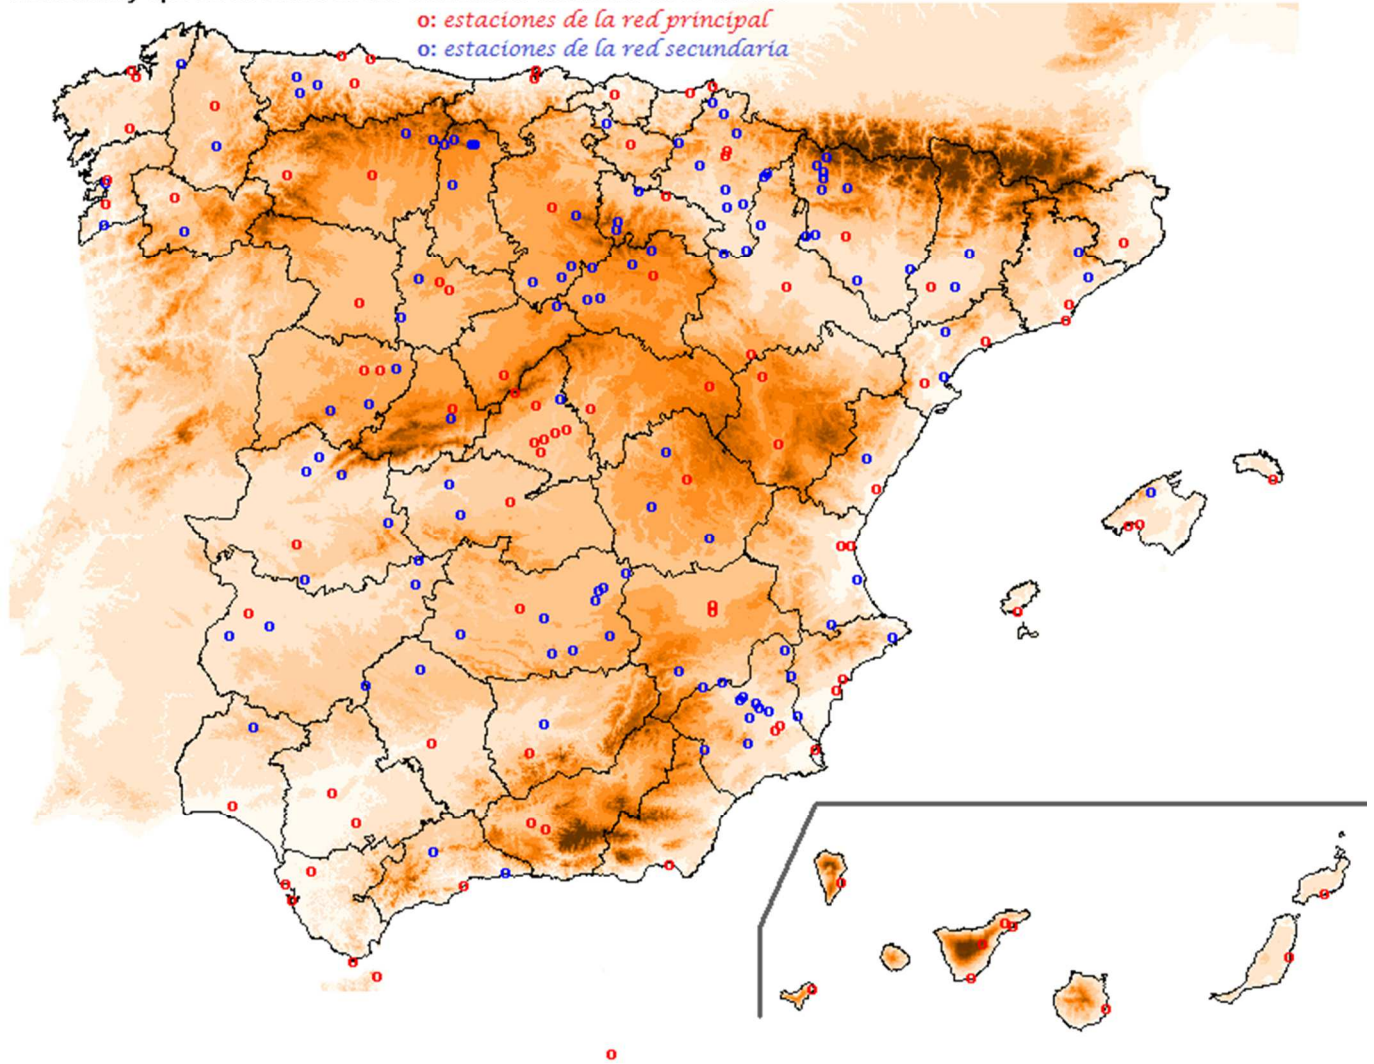 o: estaciones de la red principal
o: estaciones de la red secundaria